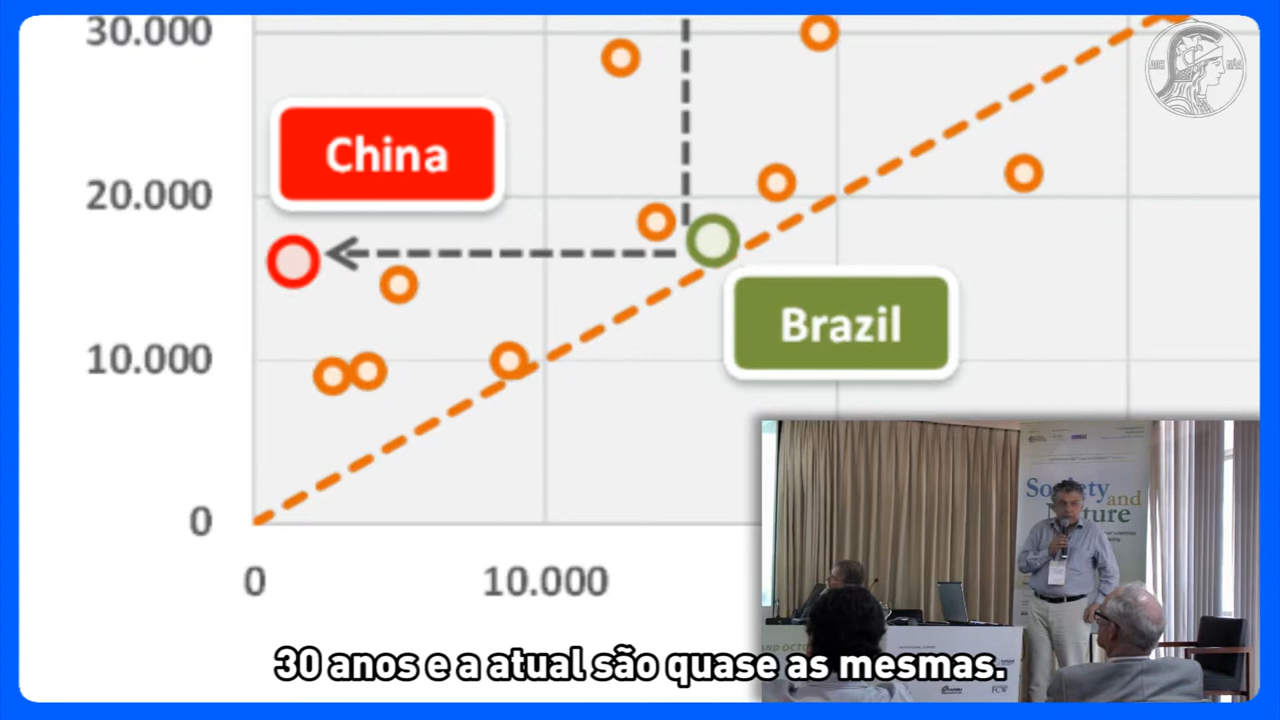 30.000
China
20.000
Brazil
10.000
0
0
10.000
Society
and
Nature
30 anos e a atual são quase as mesmas.
FCW